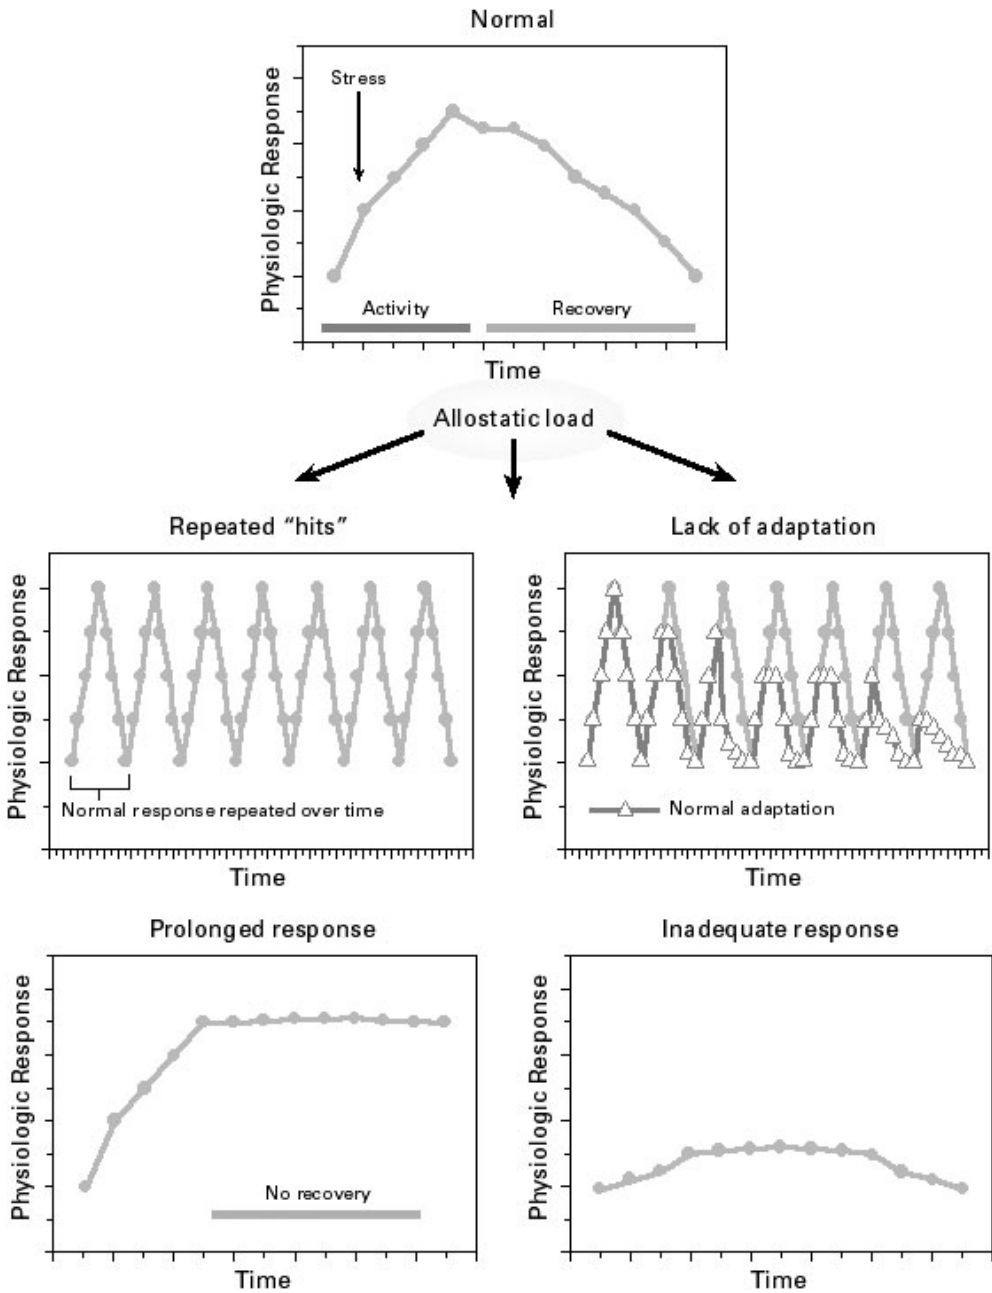 Normal
Physiologic Response
Stress
Activity
Recovery
Time
Allostatic load
Repeated “hits”
Physiologic Response
Normal response repeated over time
Time
Lack of adaptation
Physiologic Response
Normal adaptation
Time
Prolonged response
Physiologic Response
No recovery
Time
Inadequate response
Physiologic Response
Time